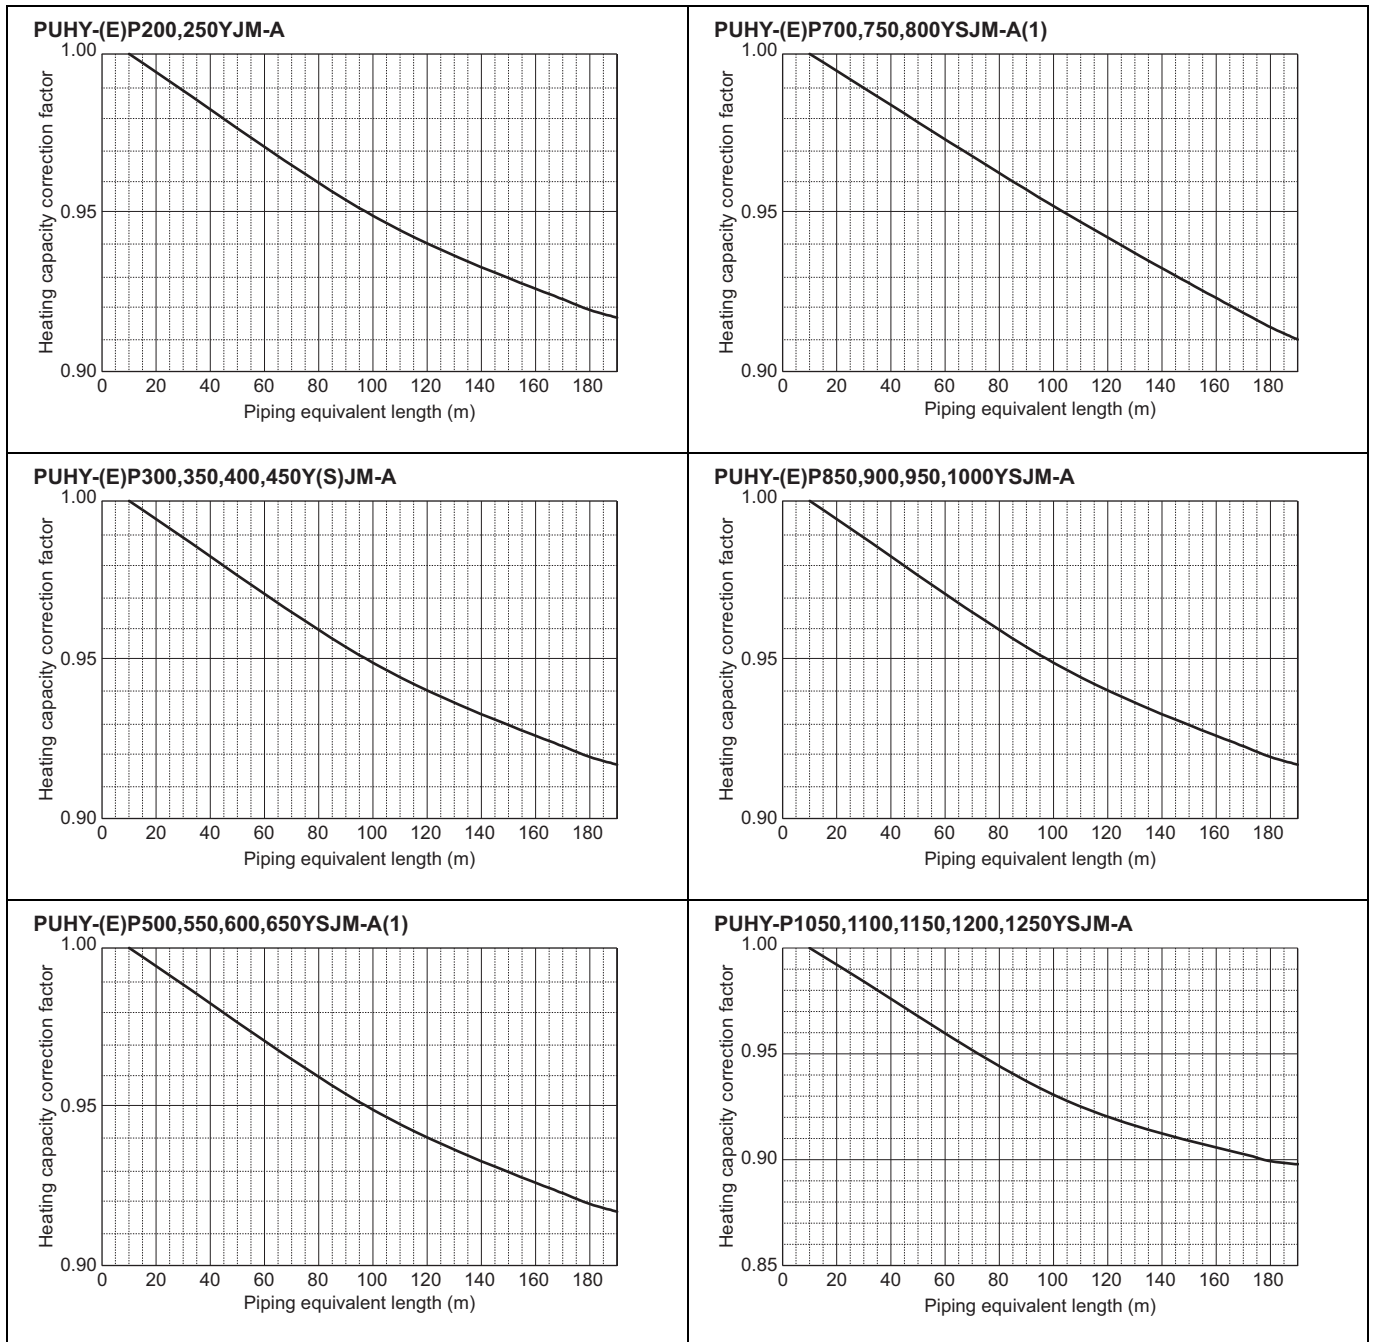 PUHY-(E)P200,250YJM-A
Heating capacity correction factor
1.00
0.95
0.90
0 20 40 60 80 100 120 140 160 180
Piping equivalent length (m)
PUHY-(E)P700,750,800YSJM-A(1)
Heating capacity correction factor
1.00
0.95
0.90
0 20 40 60 80 100 120 140 160 180
Piping equivalent length (m)
PUHY-(E)P300,350,400,450Y(S)JM-A
Heating capacity correction factor
1.00
0.95
0.90
0 20 40 60 80 100 120 140 160 180
Piping equivalent length (m)
PUHY-(E)P850,900,950,1000YSJM-A
Heating capacity correction factor
1.00
0.95
0.90
0 20 40 60 80 100 120 140 160 180
Piping equivalent length (m)
PUHY-(E)P500,550,600,650YSJM-A(1)
Heating capacity correction factor
1.00
0.95
0.90
0 20 40 60 80 100 120 140 160 180
Piping equivalent length (m)
PUHY-P1050,1100,1150,1200,1250YSJM-A
Heating capacity correction factor
1.00
0.95
0.90
0.85
0 20 40 60 80 100 120 140 160 180
Piping equivalent length (m)